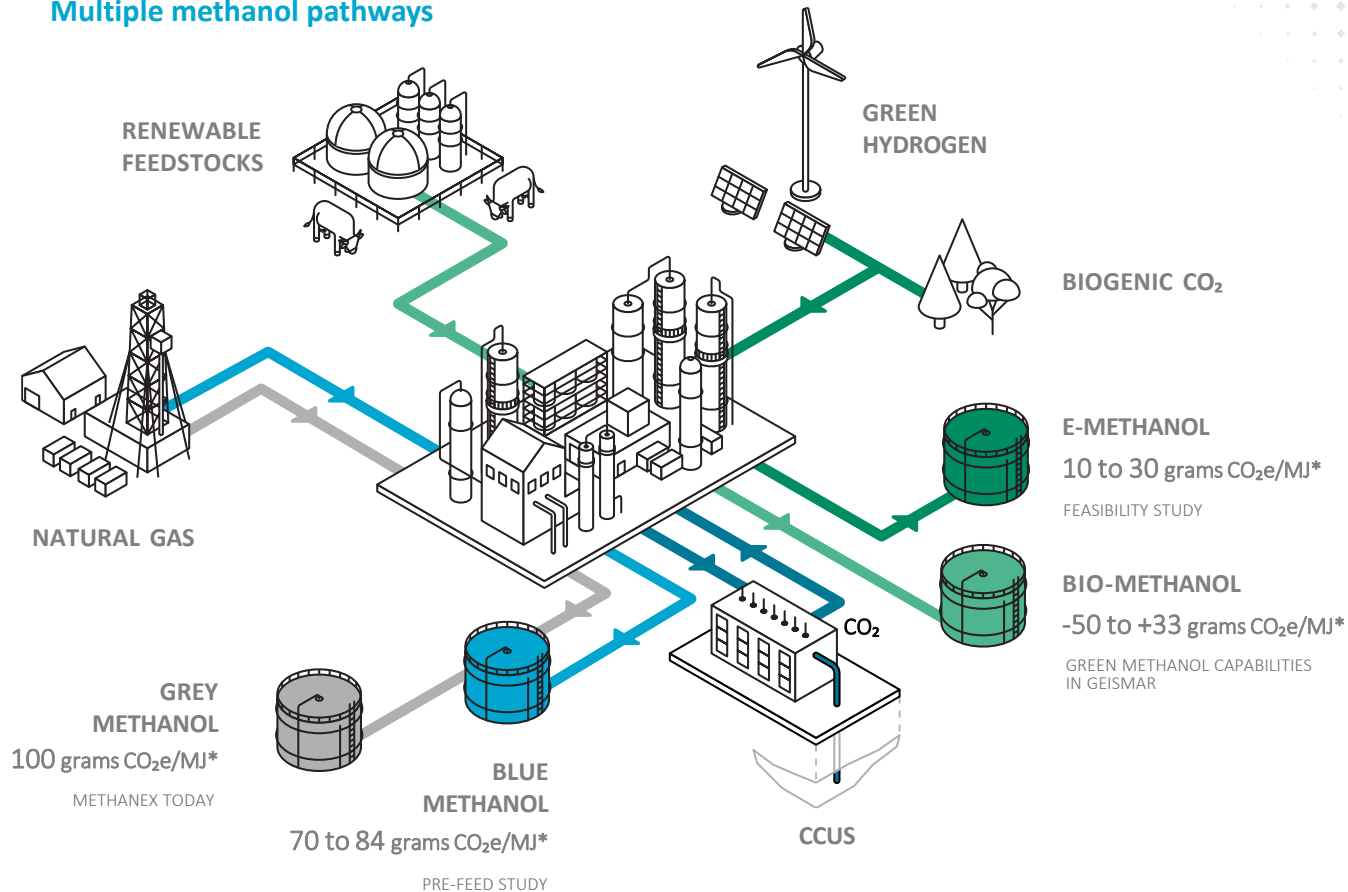 Multiple methanol pathways
RENEWABLE
FEEDSTOCKS
GREEN
HYDROGEN
BIOGENIC CO₂
NATURAL GAS
E-METHANOL
10 to 30 grams CO₂e/MJ*
FEASIBILITY STUDY
BIO-METHANOL
-50 to +33 grams CO₂e/MJ*
GREEN METHANOL CAPABILITIES
IN GEISMAR
CO₂
CCUS
GREY
METHANOL
100 grams CO₂e/MJ*
METHANEX TODAY
BLUE
METHANOL
70 to 84 grams CO₂e/MJ*
PRE-FEED STUDY